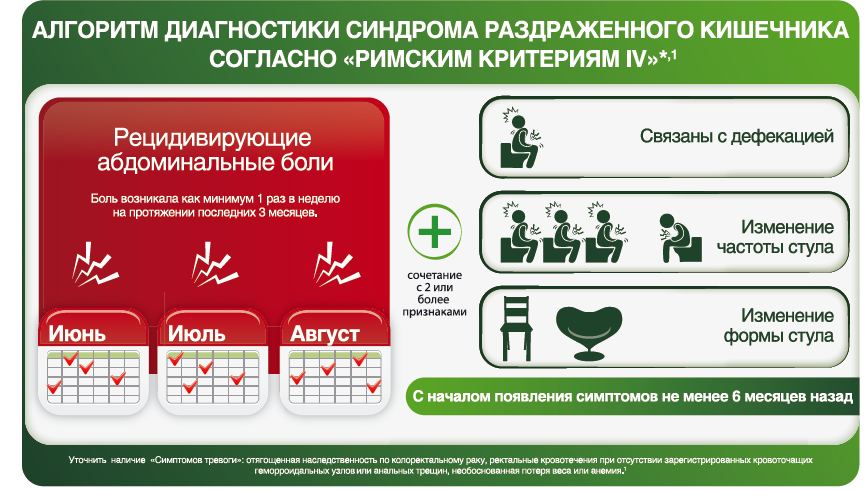 АЛГОРИТМ ДИАГНОСТИКИ СИНДРОМА РАЗДРАЖЕННОГО КИШЕЧНИКА
СОГЛАСНО «РИМСКИМ КРИТЕРИЯМ IV»*,1
Рецидивирующие
абдоминальные боли
Боль возникала как минимум 1 раз в неделю
на протяжении последних 3 месяцев.
Июнь
Июль
Август
сочетание
с 2 или
более
признаками
Связаны с дефекацией
Изменение
частоты стула
Изменение
формы стула
С началом появления симптомов не менее 6 месяцев назад
Уточнить наличие «Симптомов тревоги»: отягощенная наследственность по колоректальному раку, ректальные кровотечения при отсутствии зарегистрированных кровоточащих
геморроидальных узлов или анальных трещин, необоснованная потеря веса или анемия.¹